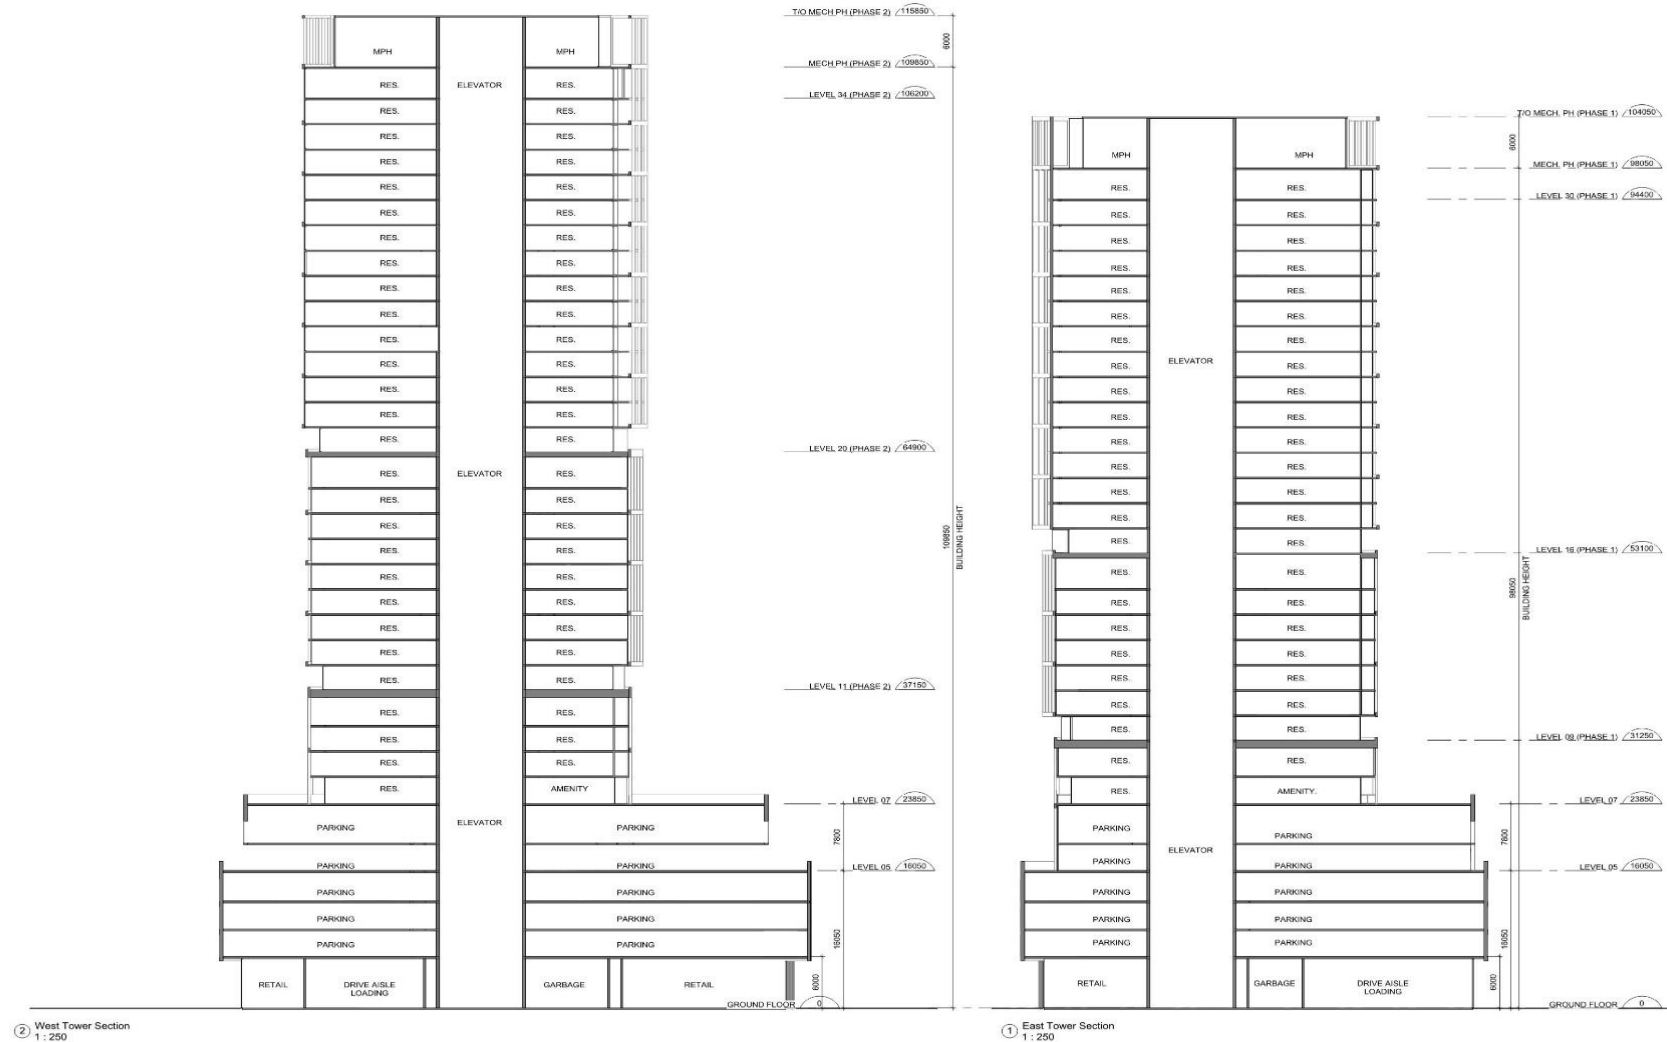 T/O MECH PH (PHASE 2) 115850
MPH MPH
6000
MECH PH (PHASE 2) 109850
RES. ELEVATOR RES.
LEVEL 34 (PHASE 2) 106200
RES. RES.
RES. RES.
RES. RES.
RES. RES.
RES. RES.
RES. RES.
RES. RES.
RES. RES.
RES. RES.
RES. RES.
RES. RES.
RES. RES.
RES. RES.
RES. RES.
LEVEL 20 (PHASE 2) 64900
RES. ELEVATOR RES.
RES. RES.
RES. RES.
RES. RES.
109850
BUILDING HEIGHT
RES. RES.
RES. RES.
RES. RES.
RES. RES.
RES. RES.
LEVEL 11 (PHASE 2) 37150
RES. RES.
RES. RES.
RES. RES.
RES. AMENITY
LEVEL 07 23850
ELEVATOR
PARKING PARKING
7800
PARKING PARKING
LEVEL 05 16050
PARKING PARKING
PARKING PARKING
PARKING PARKING
16050
RETAIL DRIVE AISLE GARBAGE RETAIL
LOADING
6000
GROUND FLOOR 0
2 West Tower Section
1 : 250
T/O MECH. PH (PHASE 1) 104050
MPH MPH
6000
MECH. PH (PHASE 1) 98050
RES. RES.
LEVEL 30 (PHASE 1) 94400
RES. RES.
RES. RES.
RES. RES.
RES. RES.
RES. RES.
RES. RES.
ELEVATOR
RES. RES.
RES. RES.
RES. RES.
RES. RES.
RES. RES.
RES. RES.
RES. RES.
RES. RES.
LEVEL 16 (PHASE 1) 53100
RES. RES.
98050
BUILDING HEIGHT
RES. RES.
RES. RES.
RES. RES.
RES. RES.
RES. RES.
RES. RES.
LEVEL 09 (PHASE 1) 31250
RES. RES.
RES. AMENITY.
LEVEL 07 23850
PARKING PARKING
7800
ELEVATOR
PARKING PARKING
LEVEL 05 16050
PARKING PARKING
PARKING PARKING
PARKING PARKING
16050
RETAIL GARBAGE DRIVE AISLE
LOADING
6000
GROUND FLOOR 0
1 East Tower Section
1 : 250